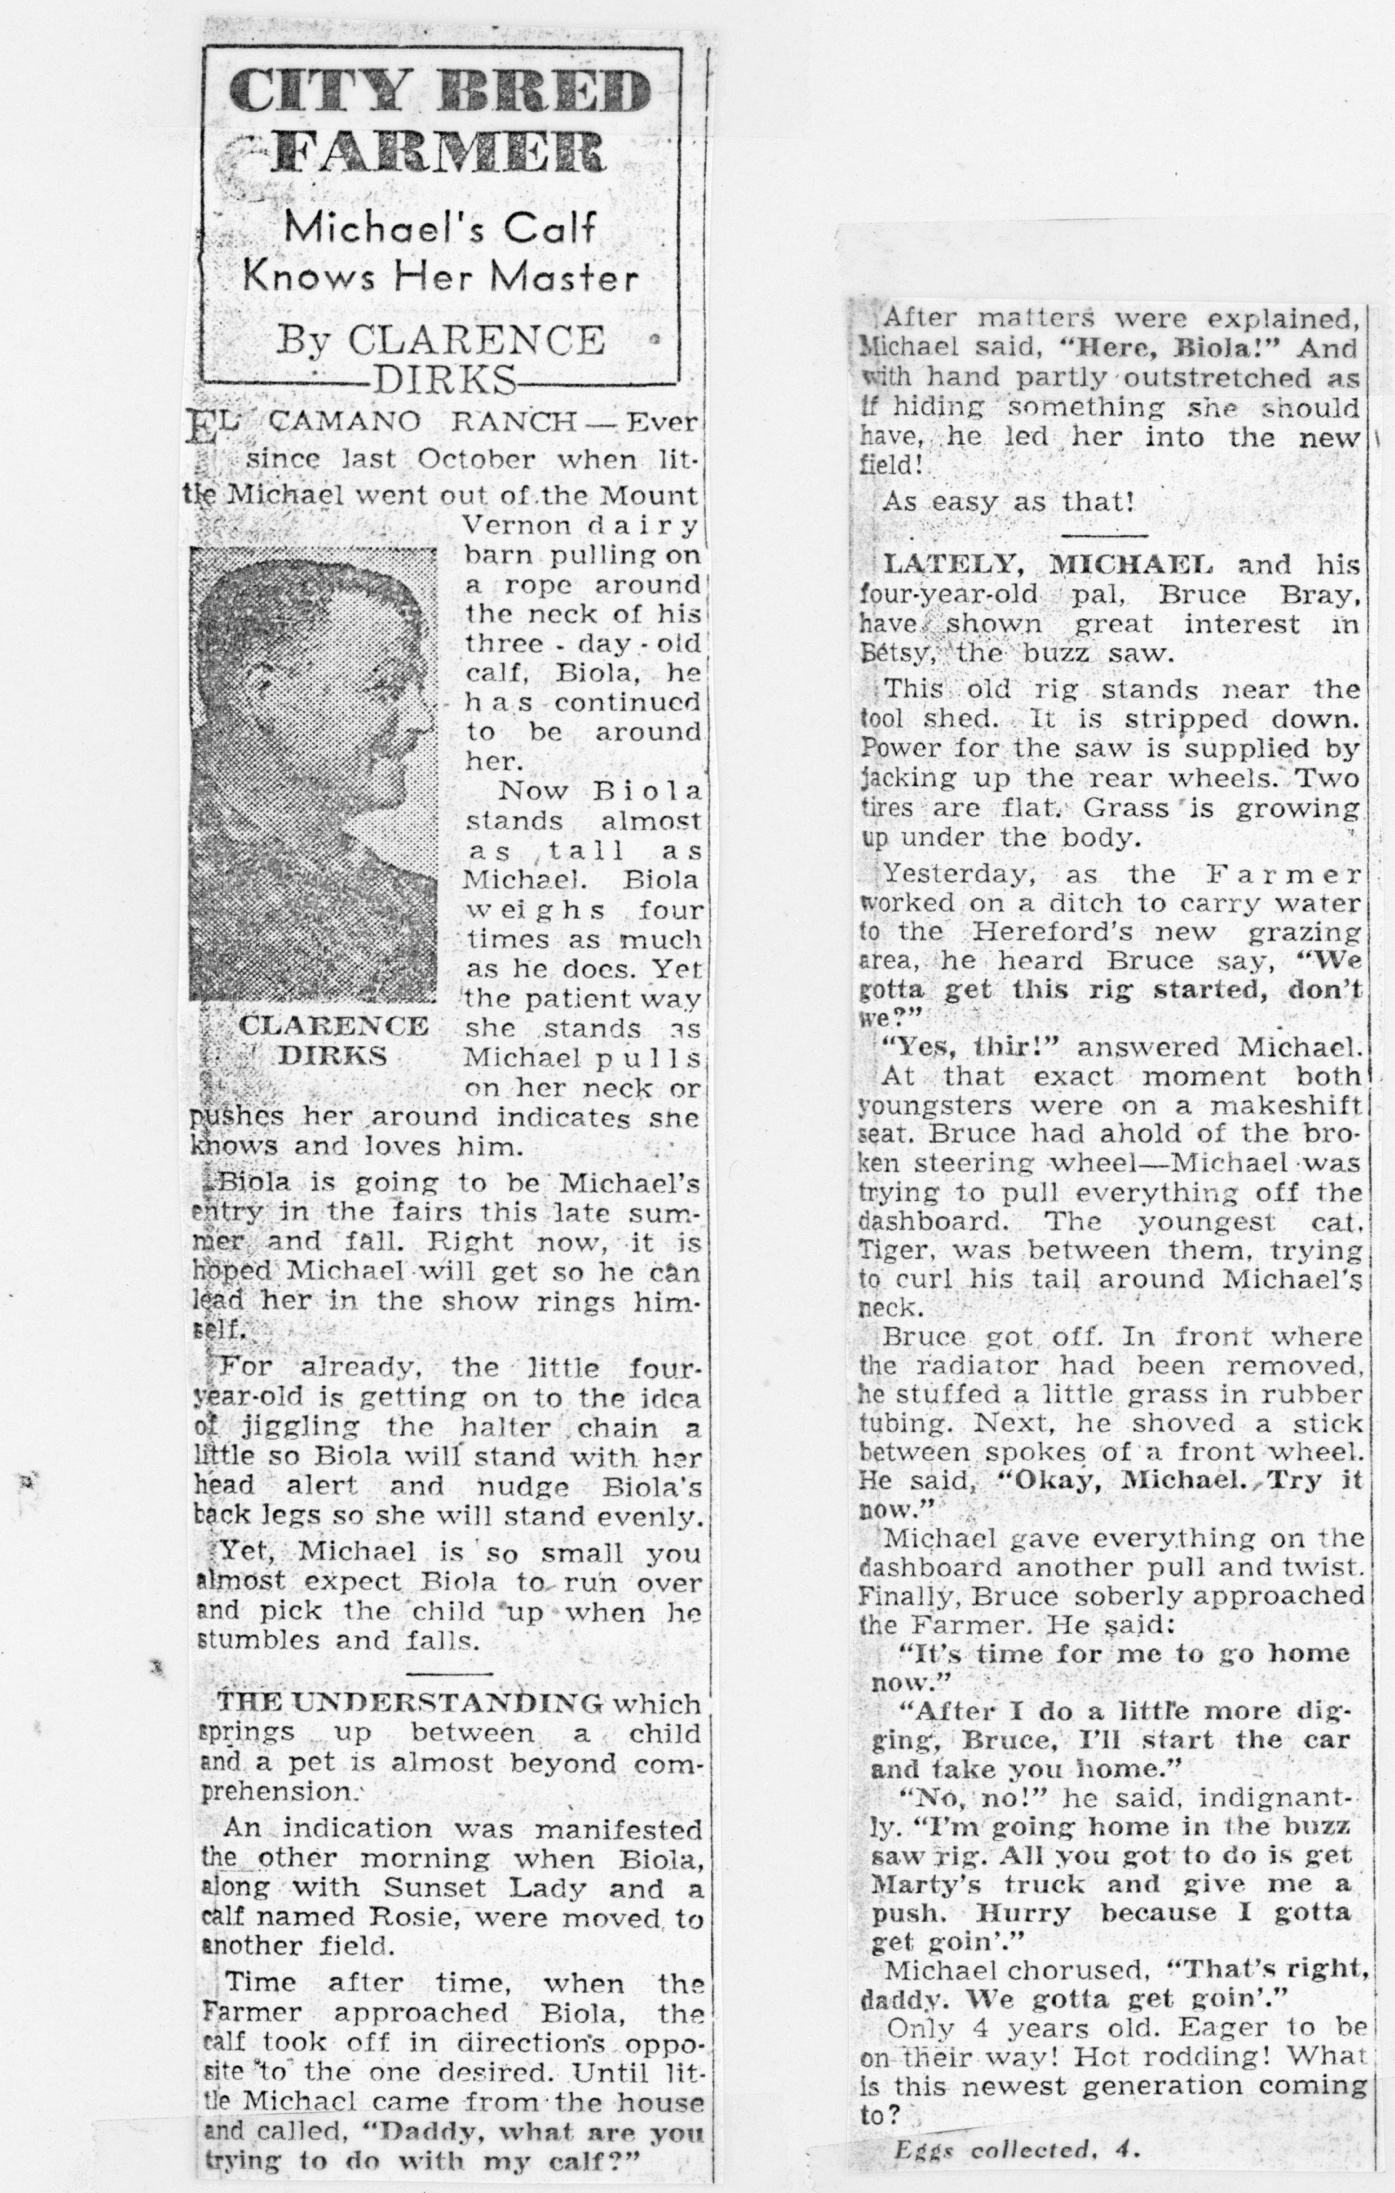 CITY BRED
FARMER
Michael's Calf
Knows Her Master
By CLARENCE
DIRKS
EL CAMANO RANCH — Ever
since last October when lit-
tle Michael went out of the Mount
Vernon dairy
barn pulling on
a rope around
the neck of his
three-day-old
calf, Biola, he
has continued
to be around
her.
Now Biola
stands almost
as tall as
Michael. Biola
weighs four
times as much
as he does. Yet
the patient way
she stands as
Michael pulls
on her neck or
CLARENCE
DIRKS
pushes her around indicates she
knows and loves him.
Biola is going to be Michael's
entry in the fairs this late sum-
mer and fall. Right now, it is
hoped Michael will get so he can
lead her in the show rings him-
self.
For already, the little four-
year-old is getting on to the idea
of jiggling the halter chain a
little so Biola will stand with her
head alert and nudge Biola's
back legs so she will stand evenly.
Yet, Michael is so small you
almost expect Biola to run over
and pick the child up when he
stumbles and falls.
THE UNDERSTANDING which
springs up between a child
and a pet is almost beyond com-
prehension.
An indication was manifested
the other morning when Biola,
along with Sunset Lady and a
calf named Rosie, were moved to
another field.
Time after time, when the
Farmer approached Biola, the
calf took off in directions oppo-
site to the one desired. Until lit-
tle Michael came from the house
and called, "Daddy, what are you
trying to do with my calf?"
After matters were explained,
Michael said, "Here, Biola!" And
with hand partly outstretched as
if hiding something she should
have, he led her into the new
field!
As easy as that!
LATELY, MICHAEL and his
four-year-old pal, Bruce Bray,
have shown great interest in
Betsy, the buzz saw.
This old rig stands near the
tool shed. It is stripped down.
Power for the saw is supplied by
jacking up the rear wheels. Two
tires are flat. Grass is growing
up under the body.
Yesterday, as the Farmer
worked on a ditch to carry water
to the Hereford's new grazing
area, he heard Bruce say, "We
gotta get this rig started, don't
we?"
"Yes, thir!" answered Michael.
At that exact moment both
youngsters were on a makeshift
seat. Bruce had ahold of the bro-
ken steering wheel—Michael was
trying to pull everything off the
dashboard. The youngest cat,
Tiger, was between them, trying
to curl his tail around Michael's
neck.
Bruce got off. In front where
the radiator had been removed,
he stuffed a little grass in rubber
tubing. Next, he shoved a stick
between spokes of a front wheel.
He said, "Okay, Michael. Try it
now."
Michael gave everything on the
dashboard another pull and twist.
Finally, Bruce soberly approached
the Farmer. He said:
"It's time for me to go home
now."
"After I do a little more dig-
ging, Bruce, I'll start the car
and take you home."
"No, no!" he said, indignant-
ly. "I'm going home in the buzz
saw rig. All you got to do is get
Marty's truck and give me a
push. Hurry because I gotta
get goin'."
Michael chorused, "That's right,
daddy. We gotta get goin'."
Only 4 years old. Eager to be
on their way! Hot rodding! What
is this newest generation coming
to?
Eggs collected, 4.